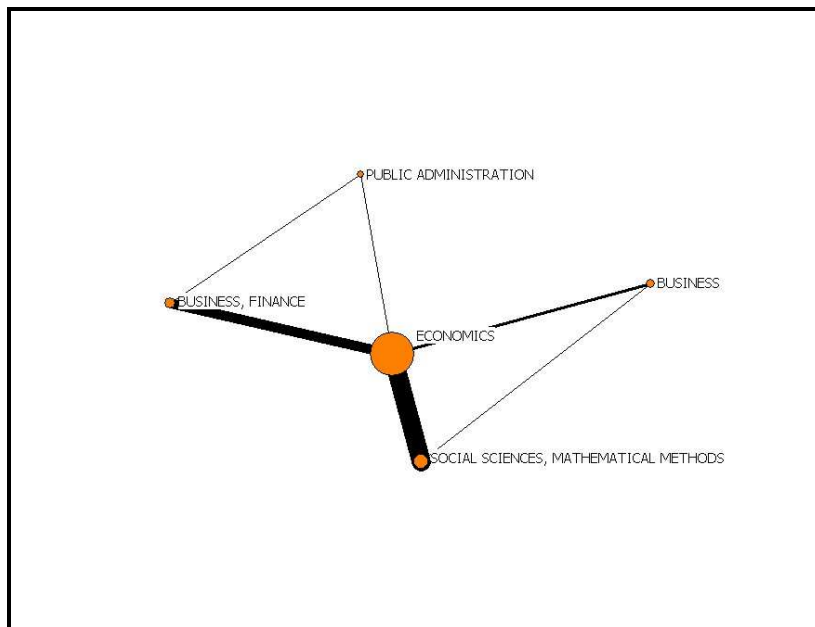 PUBLIC ADMINISTRATION
BUSINESS
BUSINESS, FINANCE
ECONOMICS
SOCIAL SCIENCES, MATHEMATICAL METHODS